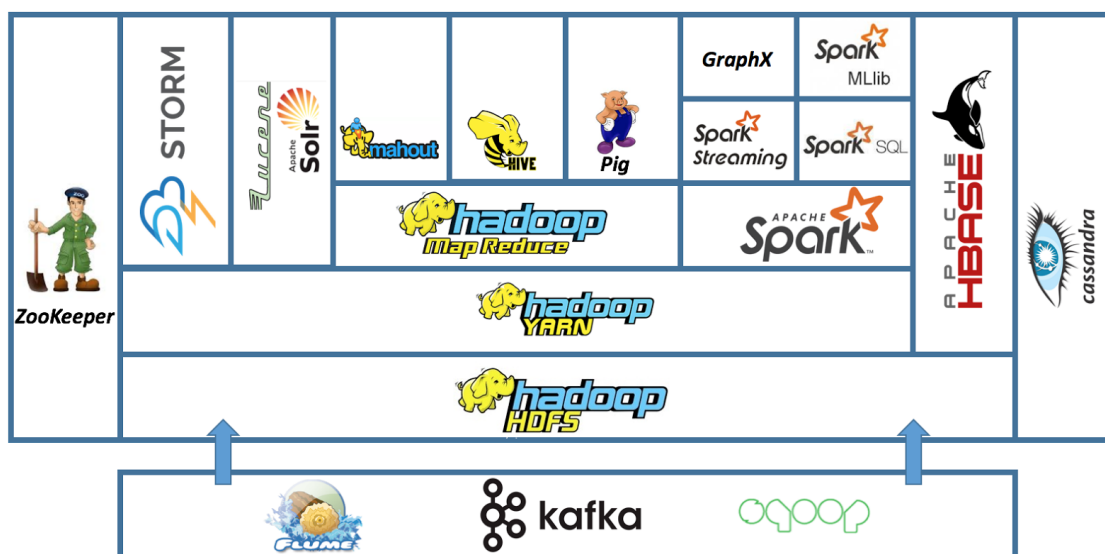 ZooKeeper
STORM
Lucene
Apache
Solr
mahout
HIVE
Pig
GraphX
Spark
MLlib
Spark
Streaming
Spark SQL
hadoop
Map Reduce
APACHE
Spark™
APACHE
HBASE
cassandra
hadoop
YARN
hadoop
HDFS
FLUME
kafka
sqoop